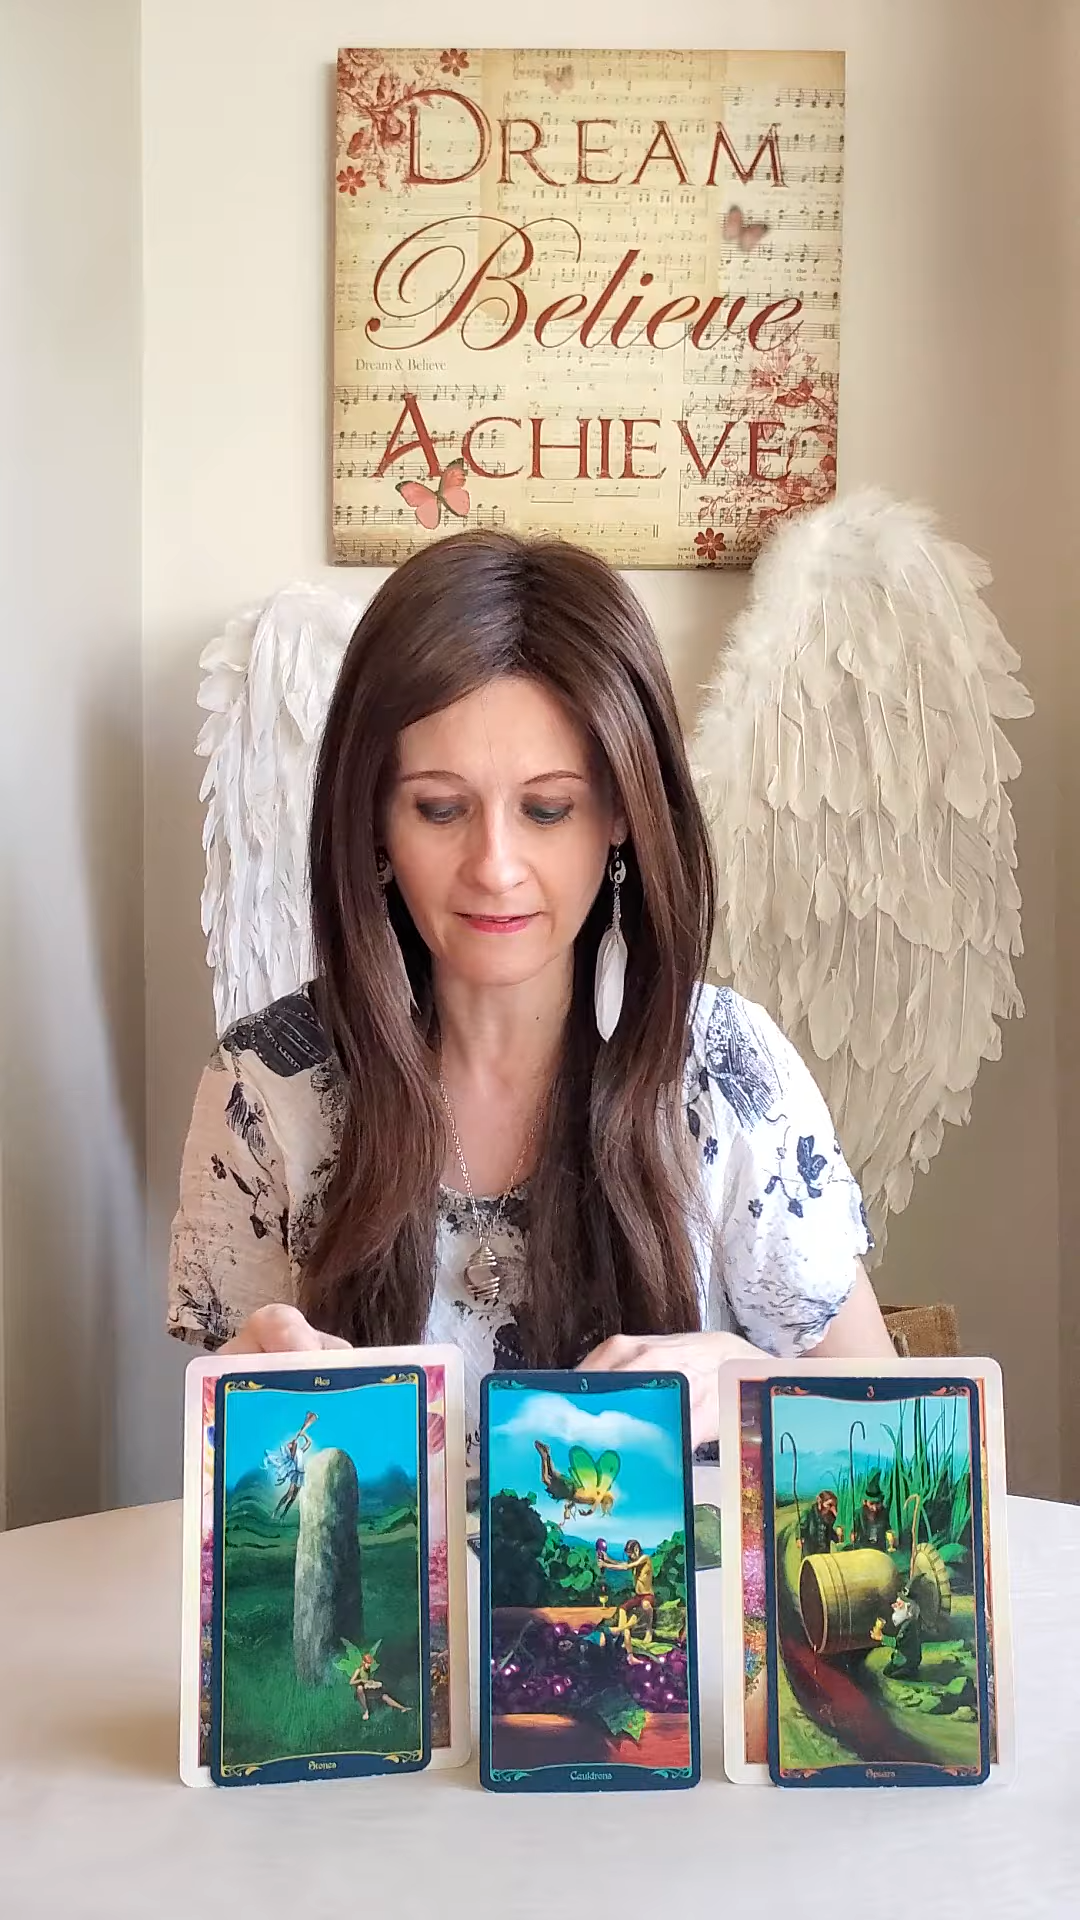 DREAM
Believe
Dream & Believe
ACHIEVE
Ace
3
3
Stones
Cauldrons
Spears